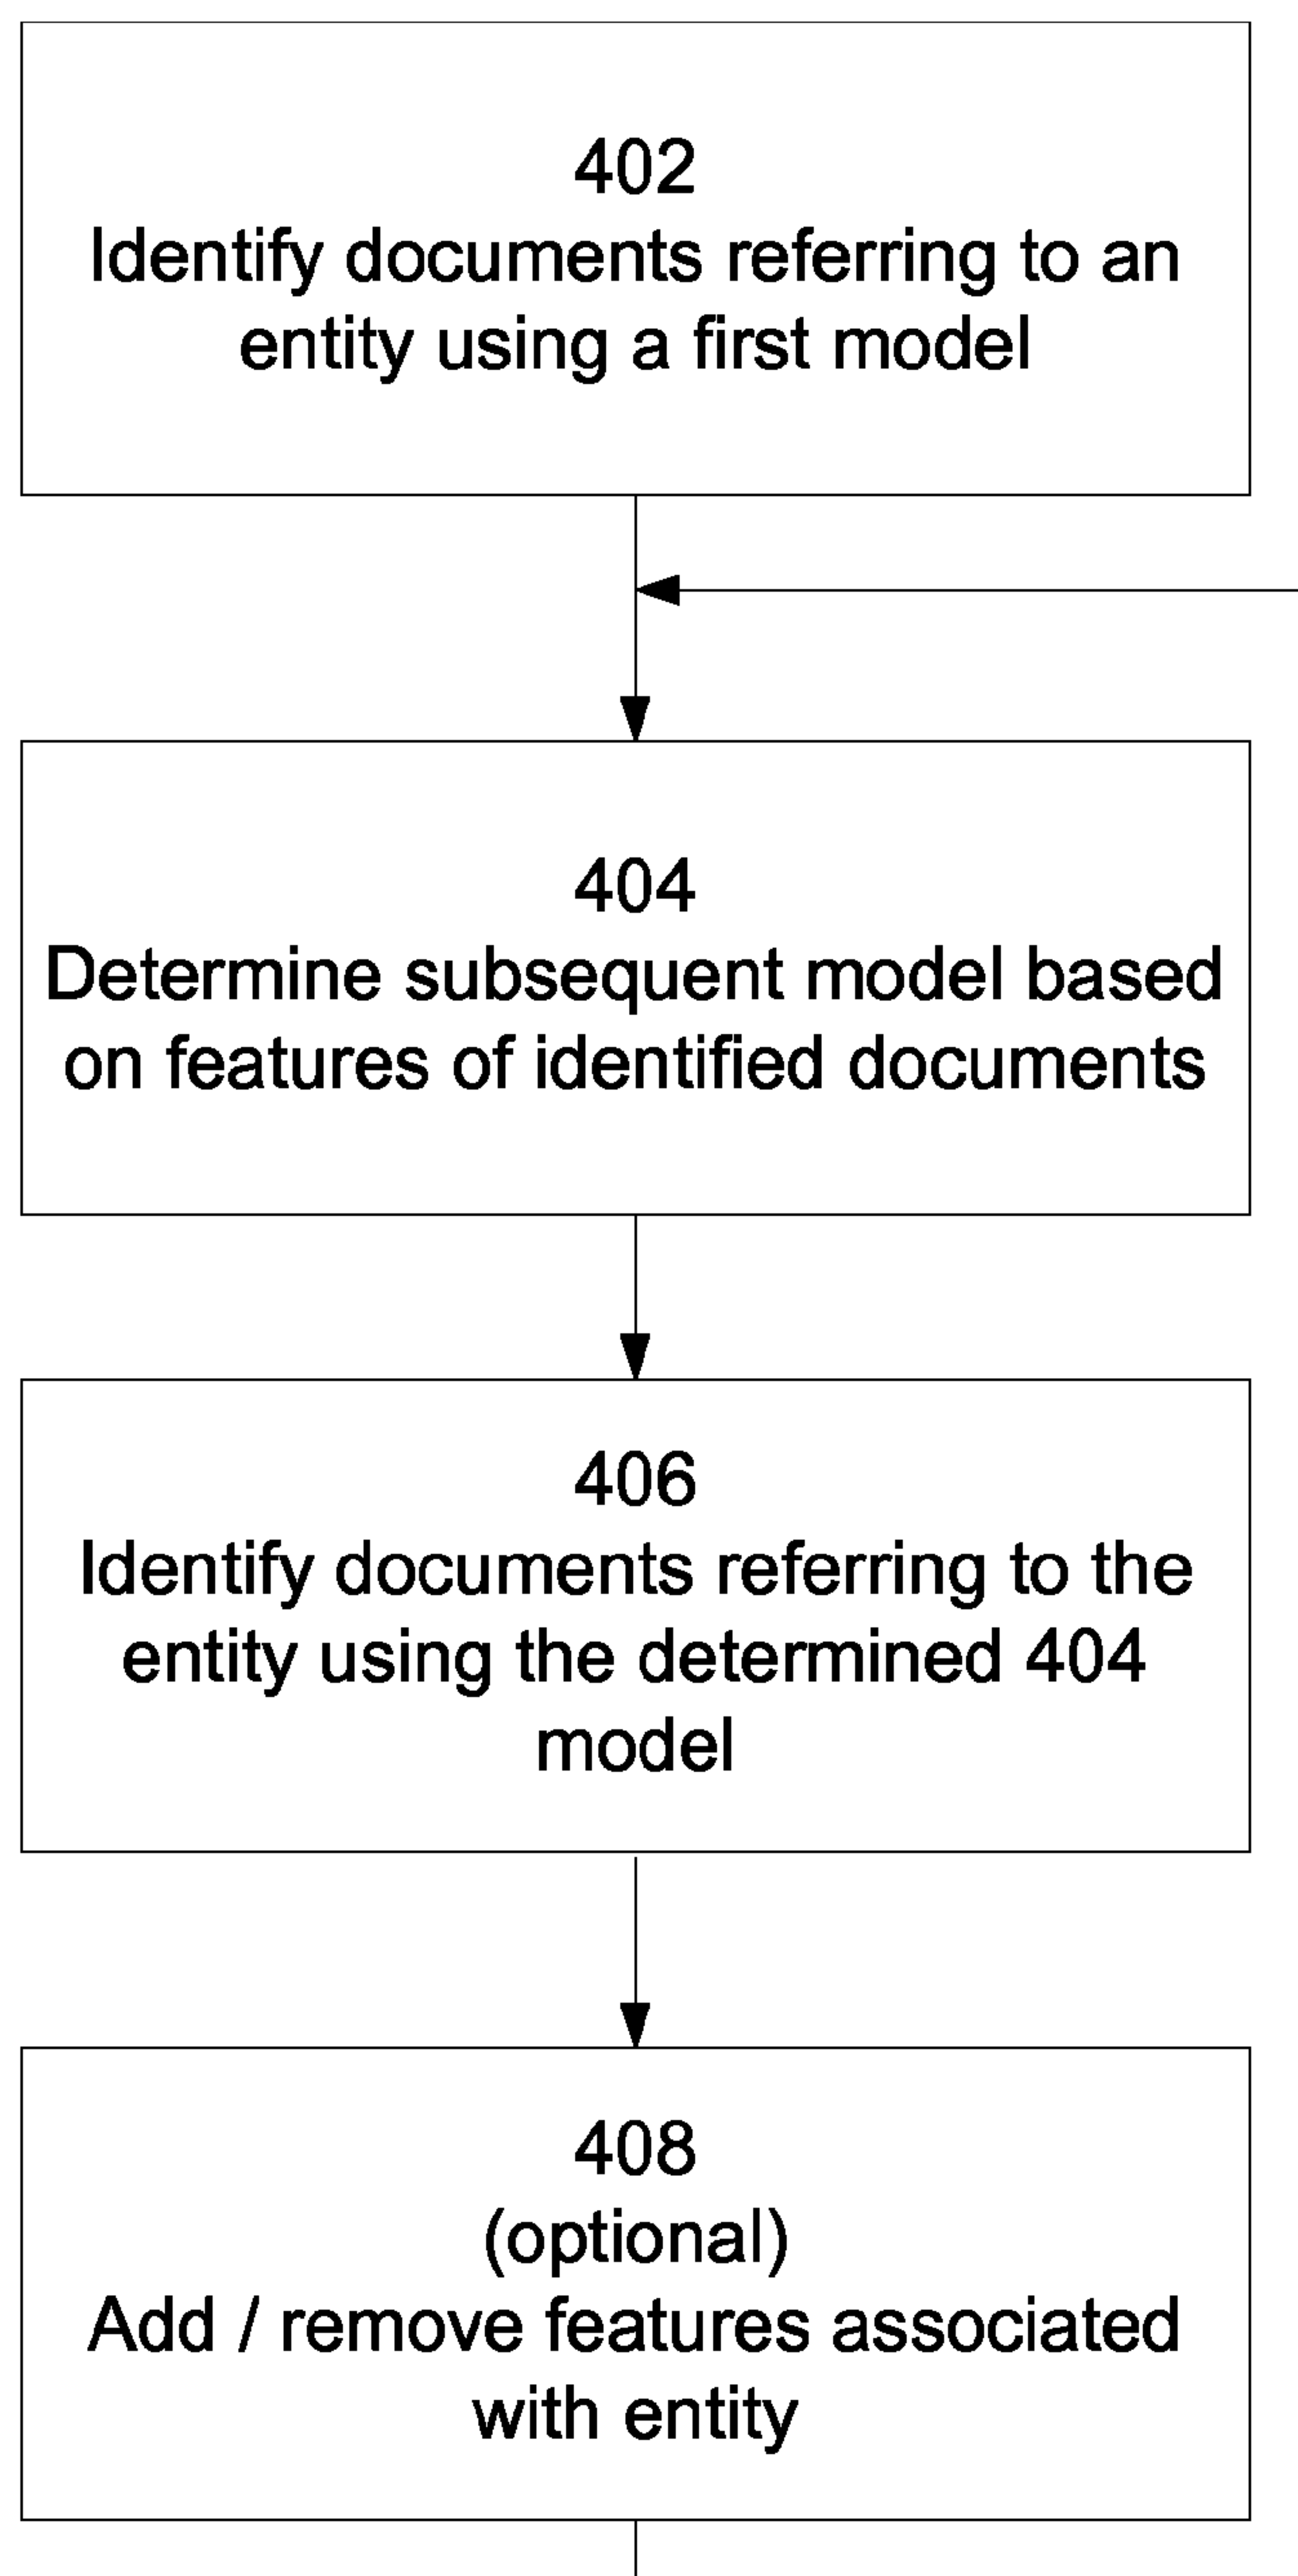 402
Identify documents referring to an
entity using a first model
404
Determine subsequent model based
on features of identified documents
406
Identify documents referring to the
entity using the determined 404
model
408
(optional)
Add / remove features associated
with entity